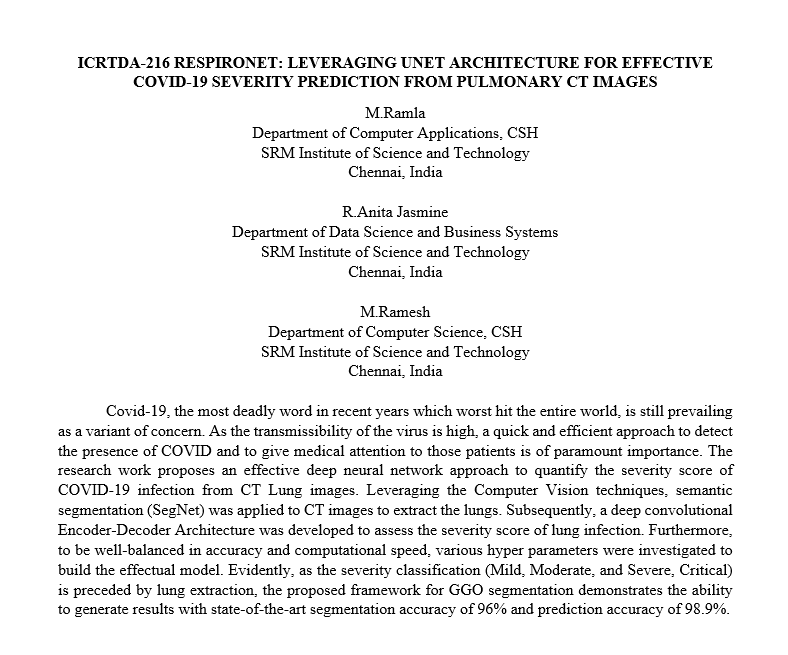 ICRTDA-216 RESPIRONET: LEVERAGING UNET ARCHITECTURE FOR EFFECTIVE
COVID-19 SEVERITY PREDICTION FROM PULMONARY CT IMAGES
M.Ramla
Department of Computer Applications, CSH
SRM Institute of Science and Technology
Chennai, India
R.Anita Jasmine
Department of Data Science and Business Systems
SRM Institute of Science and Technology
Chennai, India
M.Ramesh
Department of Computer Science, CSH
SRM Institute of Science and Technology
Chennai, India
Covid-19, the most deadly word in recent years which worst hit the entire world, is still prevailing
as a variant of concern. As the transmissibility of the virus is high, a quick and efficient approach to detect
the presence of COVID and to give medical attention to those patients is of paramount importance. The
research work proposes an effective deep neural network approach to quantify the severity score of
COVID-19 infection from CT Lung images. Leveraging the Computer Vision techniques, semantic
segmentation (SegNet) was applied to CT images to extract the lungs. Subsequently, a deep convolutional
Encoder-Decoder Architecture was developed to assess the severity score of lung infection. Furthermore,
to be well-balanced in accuracy and computational speed, various hyper parameters were investigated to
build the effectual model. Evidently, as the severity classification (Mild, Moderate, and Severe, Critical)
is preceded by lung extraction, the proposed framework for GGO segmentation demonstrates the ability
to generate results with state-of-the-art segmentation accuracy of 96% and prediction accuracy of 98.9%.